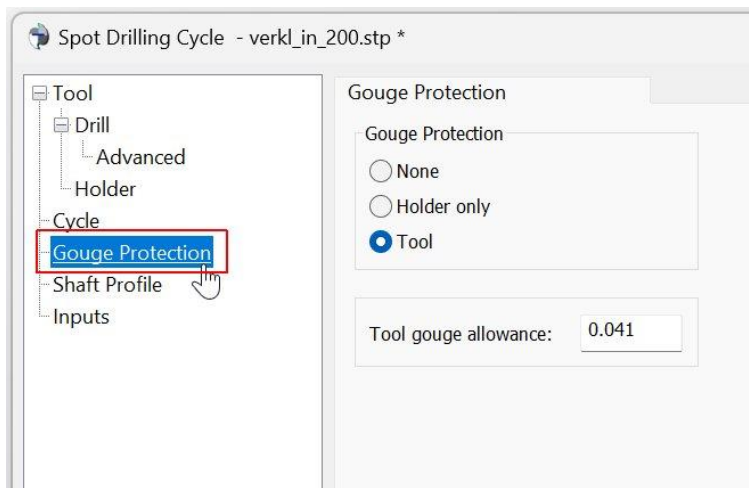 Spot Drilling Cycle - verkl_in_200.stp *
Tool
Drill
Advanced
Holder
Cycle
Gouge Protection
Shaft Profile
Inputs
Gouge Protection
Gouge Protection
None
Holder only
Tool
Tool gouge allowance: 0.041